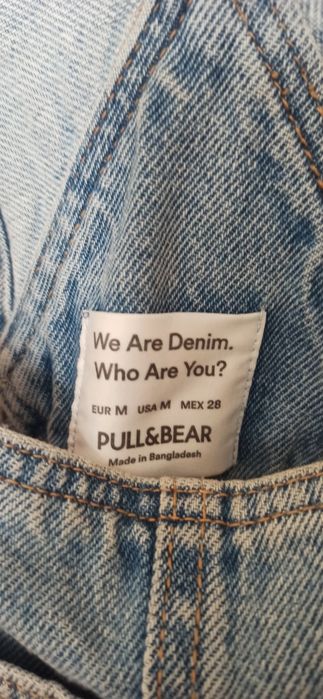 We Are Denim.
Who Are You?
EUR M USA M MEX 28
PULL&BEAR
Made in Bangladesh